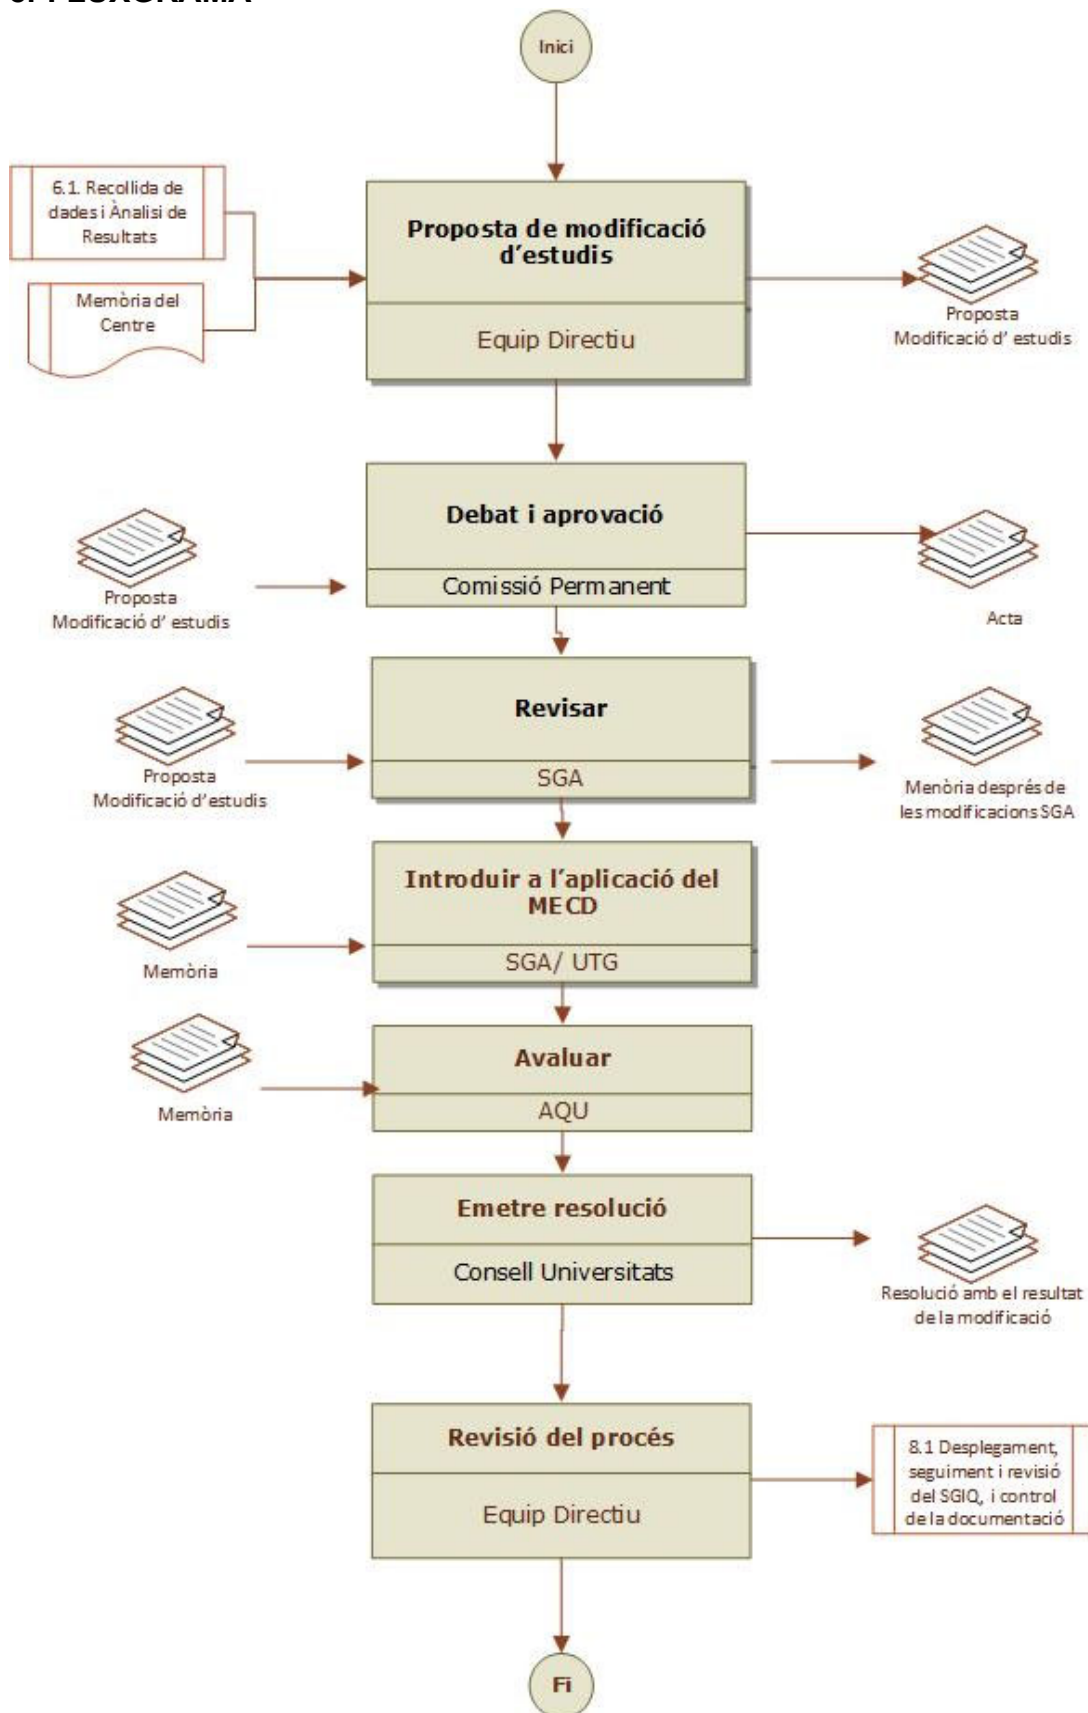 Inici
6.1. Recollida de
dades i Ànalisi de
Resultats
Memòria del
Centre
Proposta de modificació
d'estudis
Equip Directiu
Proposta
Modificació d' estudis
Debat i aprovació
Comissió Permanent
Proposta
Modificació d' estudis
Acta
Revisar
SGA
Proposta
Modificació d'estudis
Menòria després de
les modificacions SGA
Introduir a l'aplicació del
MECD
SGA/ UTG
Memòria
Avaluar
AQU
Memòria
Emetre resolució
Consell Universitats
Resolució amb el resultat
de la modificació
Revisió del procés
Equip Directiu
8.1 Desplegament,
seguiment i revisió
del SGIQ, i control
de la documentació
Fi